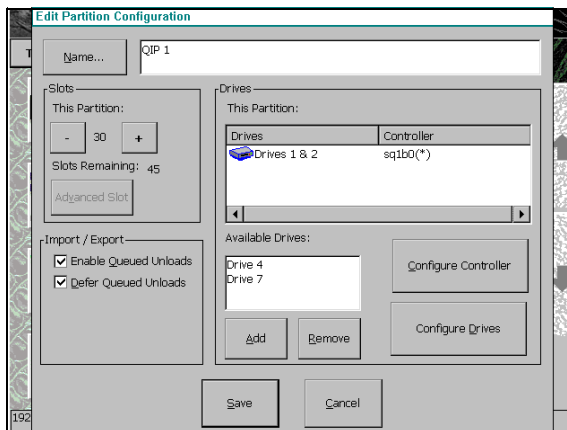 Edit Partition Configuration
T
Name...
QIP 1
Slots
This Partition:
- 30 +
Slots Remaining: 45
Advanced Slot
Import / Export
Enable Queued Unloads
Defer Queued Unloads
Drives
This Partition:
Drives Controller
Drives 1 & 2 sq1b0(*)
Available Drives:
Drive 4
Drive 7
Configure Controller
Add Remove
Configure Drives
Save Cancel
192